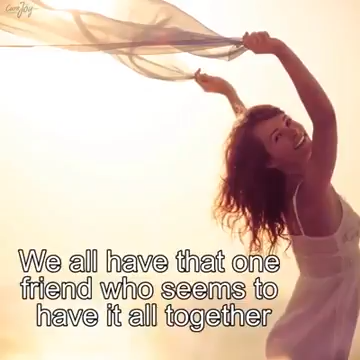 We all have that one
friend who seems to
have it all together